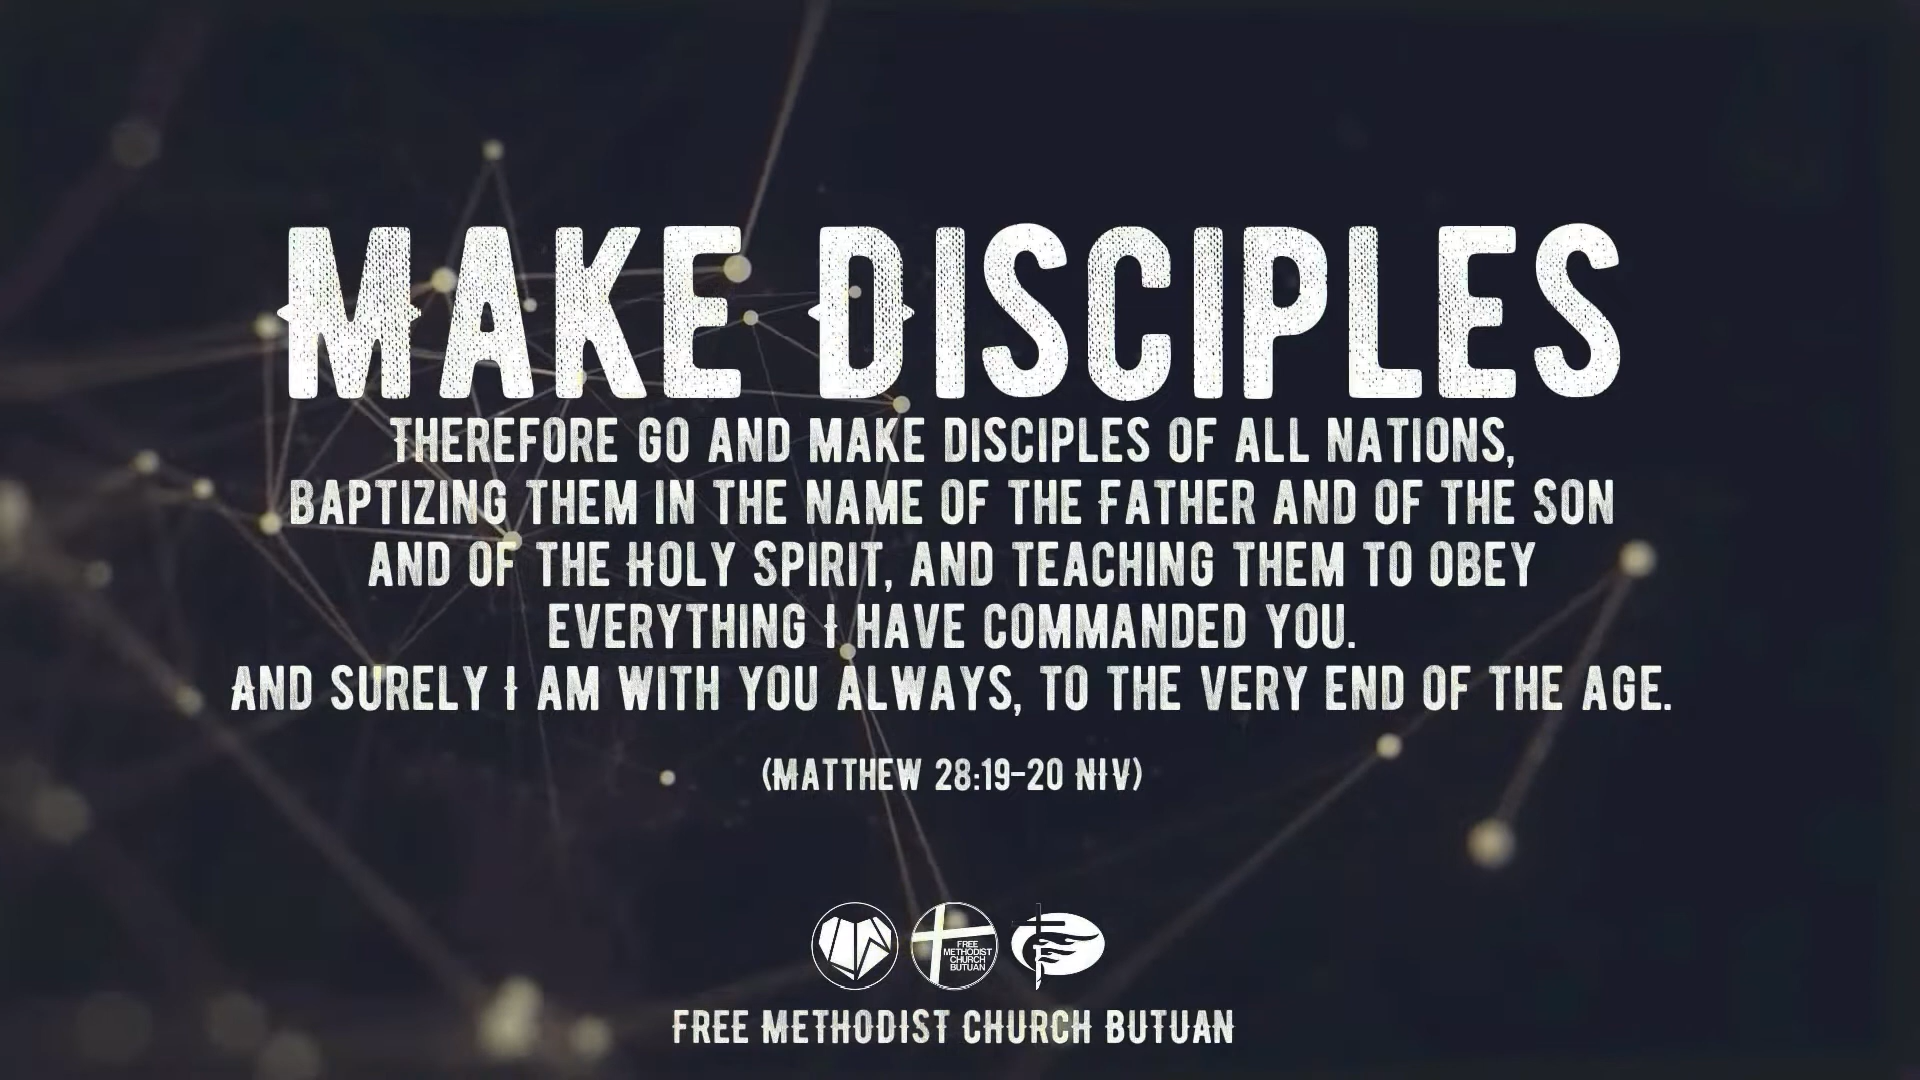 MAKE DISCIPLES
THEREFORE GO AND MAKE DISCIPLES OF ALL NATIONS,
BAPTIZING THEM IN THE NAME OF THE FATHER AND OF THE SON
AND OF THE HOLY SPIRIT, AND TEACHING THEM TO OBEY
EVERYTHING I HAVE COMMANDED YOU.
AND SURELY I AM WITH YOU ALWAYS, TO THE VERY END OF THE AGE.
(MATTHEW 28:19-20 NIV)
FREE
METHODIST
CHURCH
BUTUAN
FREE METHODIST CHURCH BUTUAN